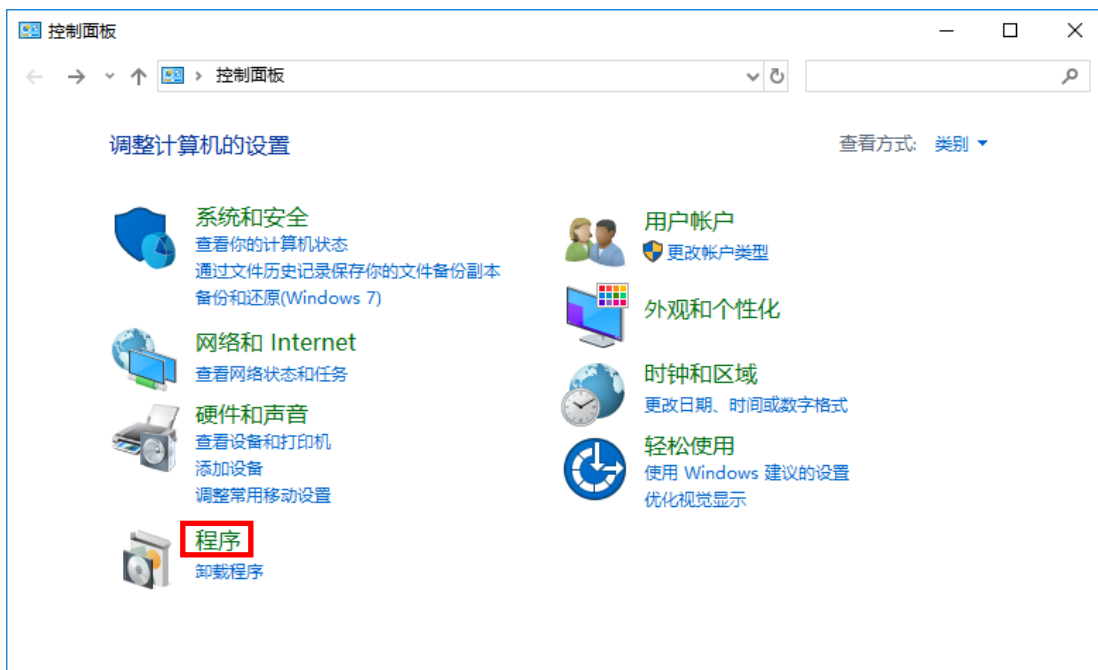 控制面板
控制面板
调整计算机的设置
查看方式: 类别
系统和安全
查看你的计算机状态
通过文件历史记录保存你的文件备份副本
备份和还原(Windows 7)
网络和 Internet
查看网络状态和任务
硬件和声音
查看设备和打印机
添加设备
调整常用移动设置
程序
卸载程序
用户帐户
更改帐户类型
外观和个性化
时钟和区域
更改日期、时间或数字格式
轻松使用
使用 Windows 建议的设置
优化视觉显示